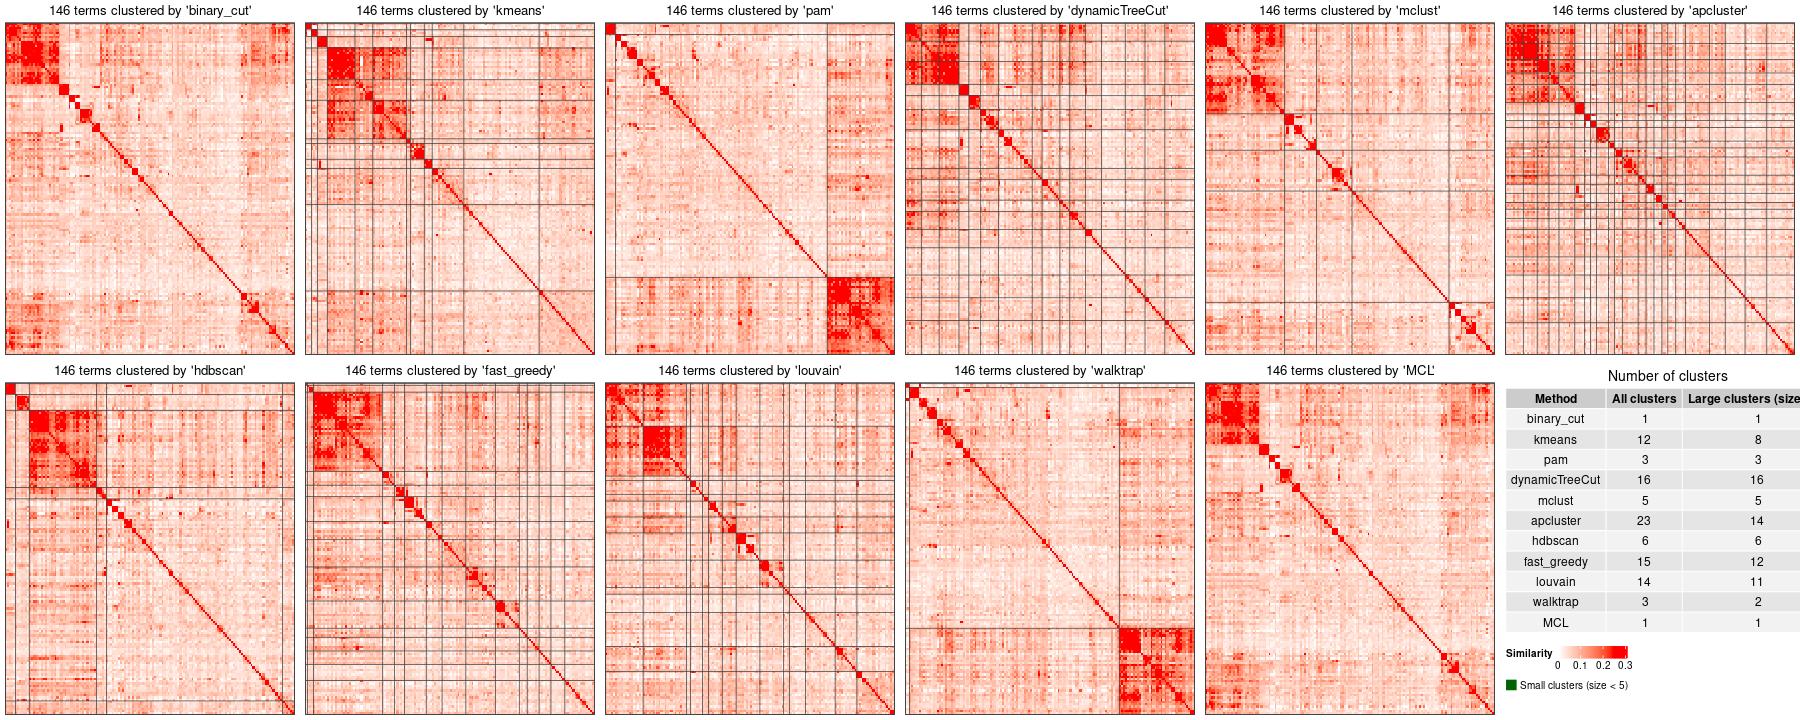 146 terms clustered by 'binary_cut'
146 terms clustered by 'kmeans'
146 terms clustered by 'pam'
146 terms clustered by 'dynamicTreeCut'
146 terms clustered by 'mclust'
146 terms clustered by 'apcluster'
146 terms clustered by 'hdbscan'
146 terms clustered by 'fast_greedy'
146 terms clustered by 'louvain'
146 terms clustered by 'walktrap'
146 terms clustered by 'MCL'
Number of clusters
Method All clusters Large clusters (size
binary_cut 1 1
kmeans 12 8
pam 3 3
dynamicTreeCut 16 16
mclust 5 5
apcluster 23 14
hdbscan 6 6
fast_greedy 15 12
louvain 14 11
walktrap 3 2
MCL 1 1
Similarity
0 0.1 0.2 0.3
Small clusters (size < 5)